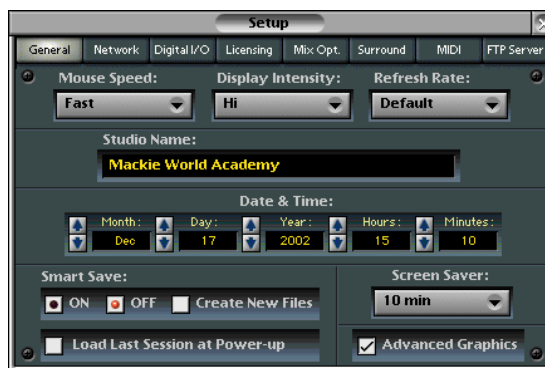 Setup
General Network Digital I/O Licensing Mix Opt. Surround MIDI FTP Server
Mouse Speed: Display Intensity: Refresh Rate:
Fast Hi Default
Studio Name:
Mackie World Academy
Date & Time:
Month: Day: Year: Hours: Minutes:
Dec 17 2002 15 10
Smart Save: Screen Saver:
ON OFF Create New Files 10 min
Load Last Session at Power-up Advanced Graphics